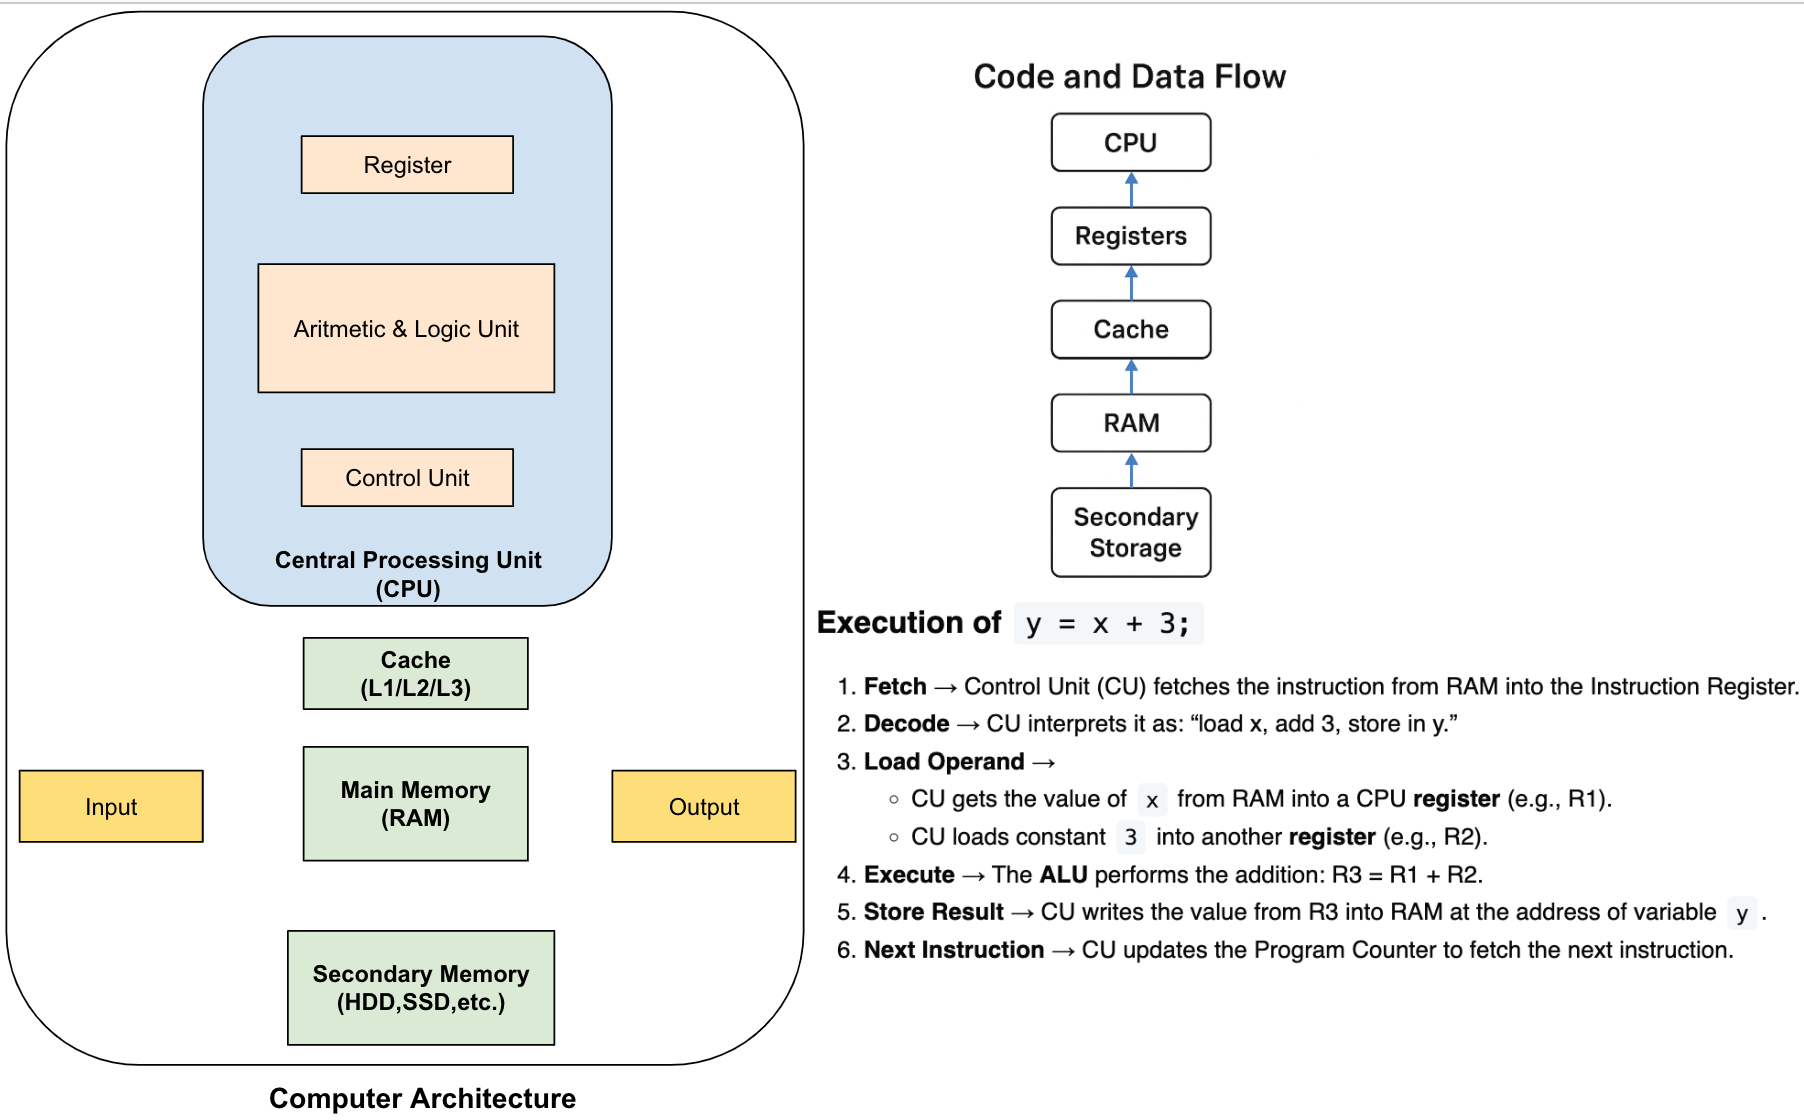 Register
Aritmetic & Logic Unit
Control Unit
Central Processing Unit
(CPU)
Cache
(L1/L2/L3)
Main Memory
(RAM)
Input
Output
Secondary Memory
(HDD,SSD,etc.)
Computer Architecture
Code and Data Flow
CPU
Registers
Cache
RAM
Secondary
Storage
Execution of y = x + 3;
1. Fetch → Control Unit (CU) fetches the instruction from RAM into the Instruction Register.
2. Decode → CU interprets it as: “load x, add 3, store in y.”
3. Load Operand →
◦ CU gets the value of x from RAM into a CPU register (e.g., R1).
◦ CU loads constant 3 into another register (e.g., R2).
4. Execute → The ALU performs the addition: R3 = R1 + R2.
5. Store Result → CU writes the value from R3 into RAM at the address of variable y .
6. Next Instruction → CU updates the Program Counter to fetch the next instruction.